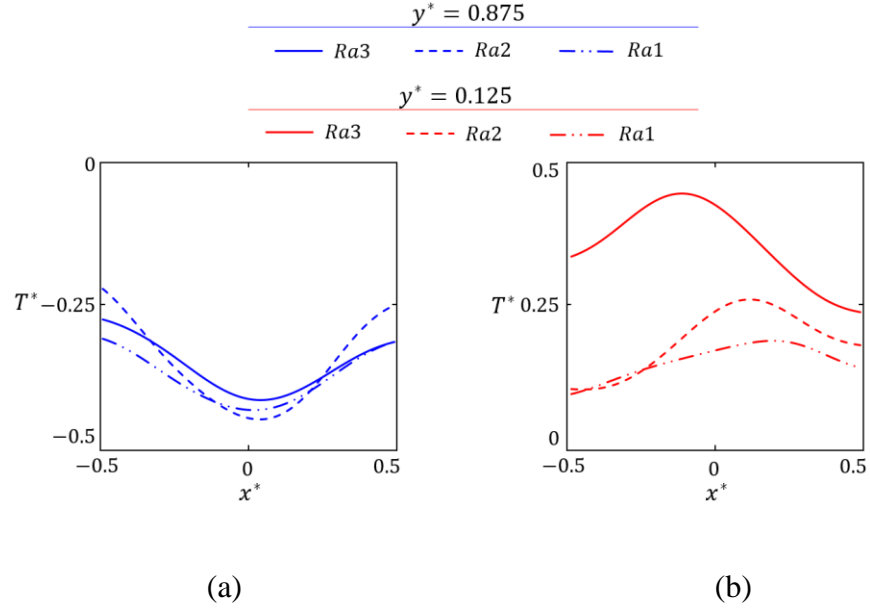 y* = 0.875
Ra3 Ra2 Ra1
y* = 0.125
Ra3 Ra2 Ra1
0
T* −0.25
−0.5
−0.5 0 0.5
x*
0.5
T* 0.25
0
−0.5 0 0.5
x*
(a) (b)